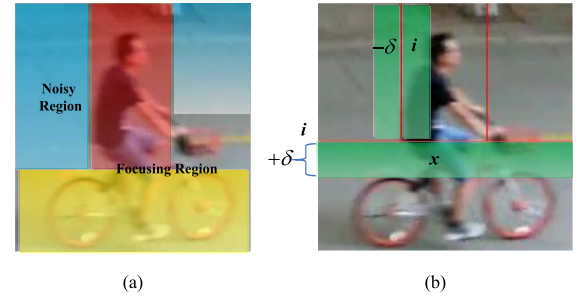 Noisy
Region
Focusing Region
(a)
−δ
i
i
+δ
x
(b)